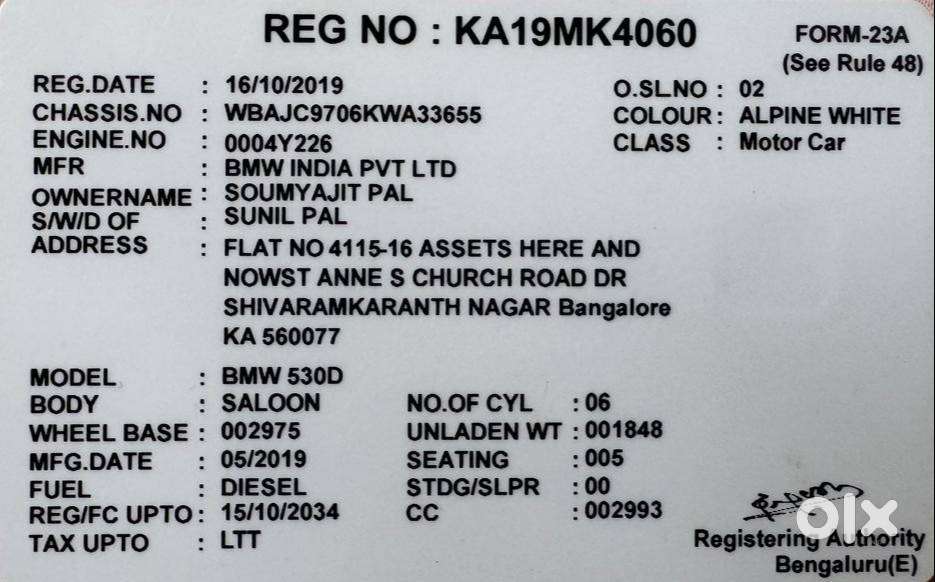 REG NO : KA19MK4060
FORM-23A
(See Rule 48)
REG.DATE : 16/10/2019 O.SL.NO : 02
CHASSIS.NO : WBAJC9706KWA33655 COLOUR : ALPINE WHITE
ENGINE.NO : 0004Y226 CLASS : Motor Car
MFR : BMW INDIA PVT LTD
OWNERNAME : SOUMYAJIT PAL
S/W/D OF : SUNIL PAL
ADDRESS : FLAT NO 4115-16 ASSETS HERE AND
NOWST ANNE S CHURCH ROAD DR
SHIVARAMKARANTH NAGAR Bangalore
KA 560077
MODEL : BMW 530D
BODY : SALOON NO.OF CYL : 06
WHEEL BASE : 002975 UNLADEN WT : 001848
MFG.DATE : 05/2019 SEATING : 005
FUEL : DIESEL STDG/SLPR : 00
REG/FC UPTO : 15/10/2034 CC : 002993
TAX UPTO : LTT
olx
Registering Authority
Bengaluru(E)